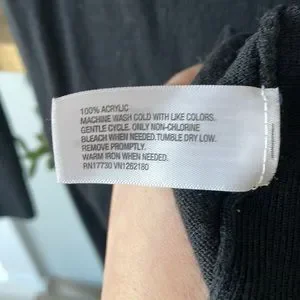 100% ACRYLIC
MACHINE WASH COLD WITH LIKE COLORS.
GENTLE CYCLE. ONLY NON-CHLORINE
BLEACH WHEN NEEDED.TUMBLE DRY LOW.
REMOVE PROMPTLY.
WARM IRON WHEN NEEDED.
RN17730 VN1262180